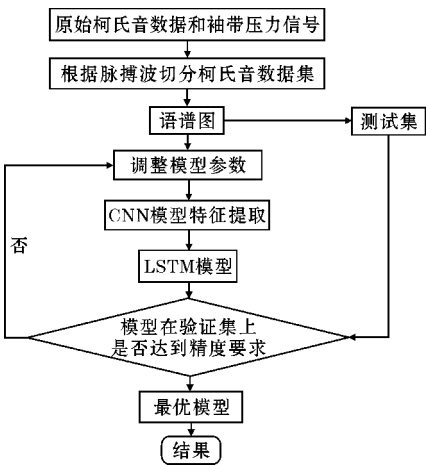 原始柯氏音数据和袖带压力信号
根据脉搏波切分柯氏音数据集
语谱图
测试集
调整模型参数
CNN模型特征提取
否
LSTM模型
模型在验证集上
是否达到精度要求
最优模型
结果